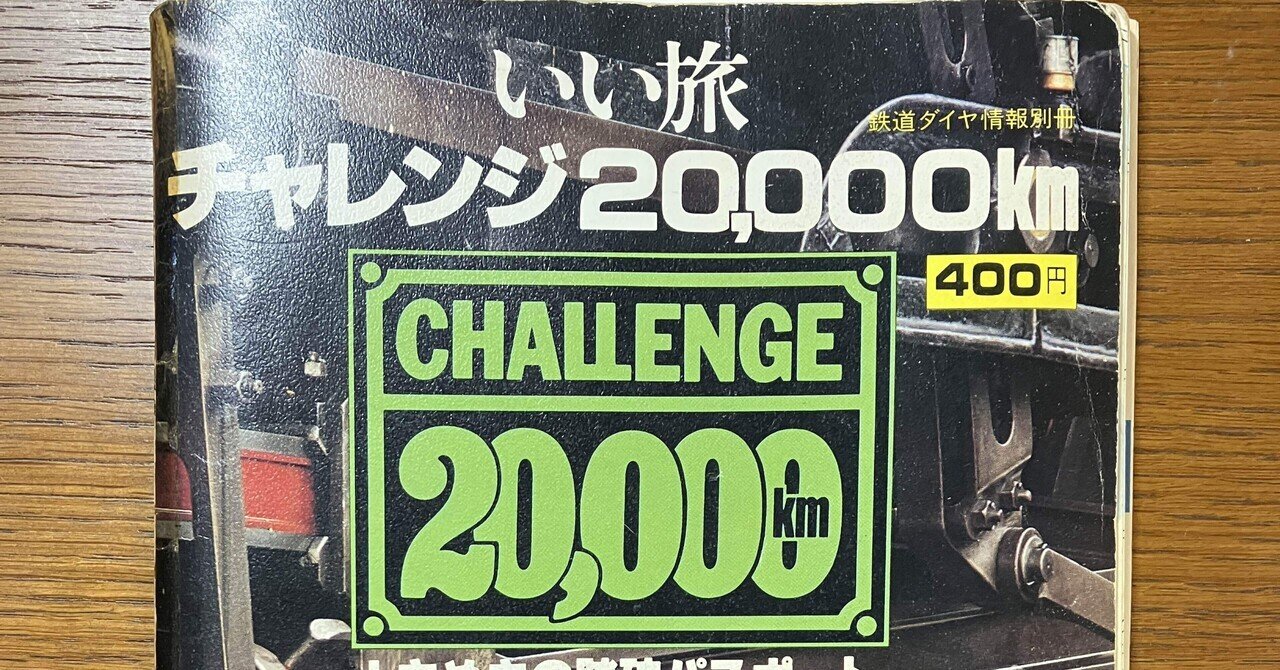 いい旅
鉄道ダイヤ情報別冊
チャレンジ20,000km
400円
CHALLENGE
20,000km